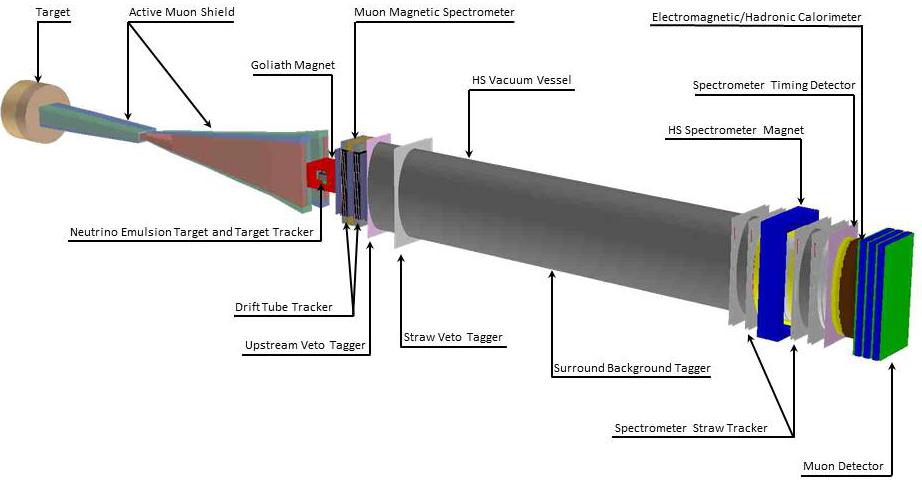 Target
Active Muon Shield
Muon Magnetic Spectrometer
Electromagnetic/Hadronic Calorimeter
Goliath Magnet
HS Vacuum Vessel
Spectrometer Timing Detector
HS Spectrometer Magnet
Neutrino Emulsion Target and Target Tracker
Drift Tube Tracker
Upstream Veto Tagger
Straw Veto Tagger
Surround Background Tagger
Spectrometer Straw Tracker
Muon Detector